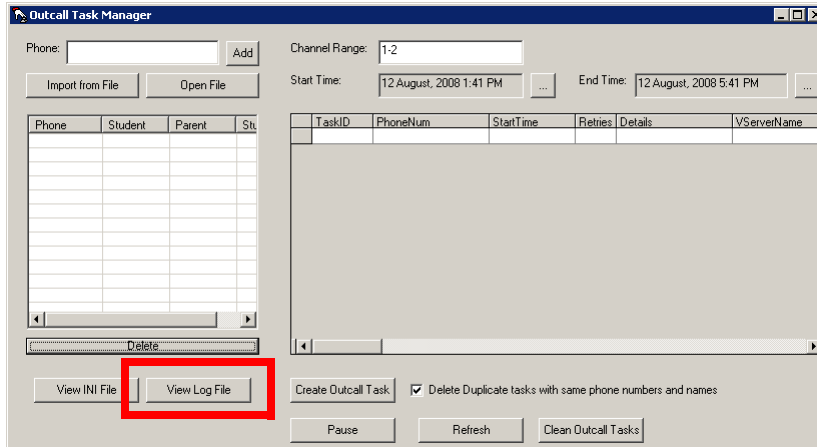 Outcall Task Manager
Phone: Add Channel Range: 1-2
Import from File Open File Start Time: 12 August, 2008 1:41 PM ... End Time: 12 August, 2008 5:41 PM ...
Phone Student Parent Stu TaskID PhoneNum StartTime Retries Details VServerName
Delete
View INI File View Log File Create Outcall Task Delete Duplicate tasks with same phone numbers and names
Pause Refresh Clean Outcall Tasks